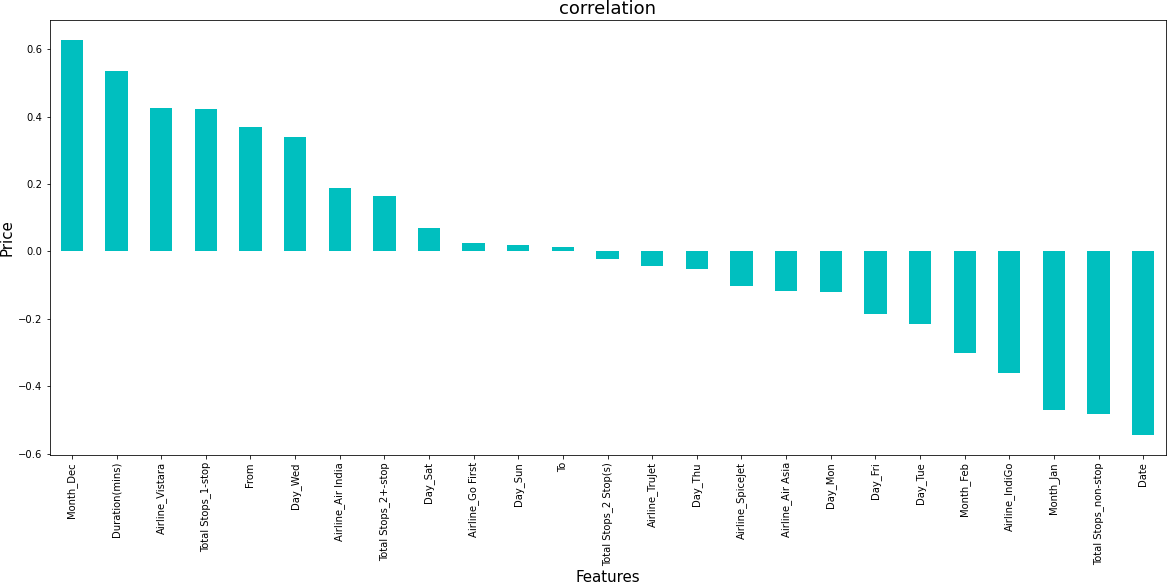 correlation
Price
0.6
0.4
0.2
0.0
−0.2
−0.4
−0.6
Month_Dec
Duration(mins)
Airline_Vistara
Total Stops_1-stop
From
Day_Wed
Airline_Air India
Total Stops_2+-stop
Day_Sat
Airline_Go First
Day_Sun
To
Total Stops_2 Stop(s)
Airline_TruJet
Day_Thu
Airline_SpiceJet
Airline_Air Asia
Day_Mon
Day_Fri
Day_Tue
Month_Feb
Airline_IndiGo
Month_Jan
Total Stops_non-stop
Date
Features